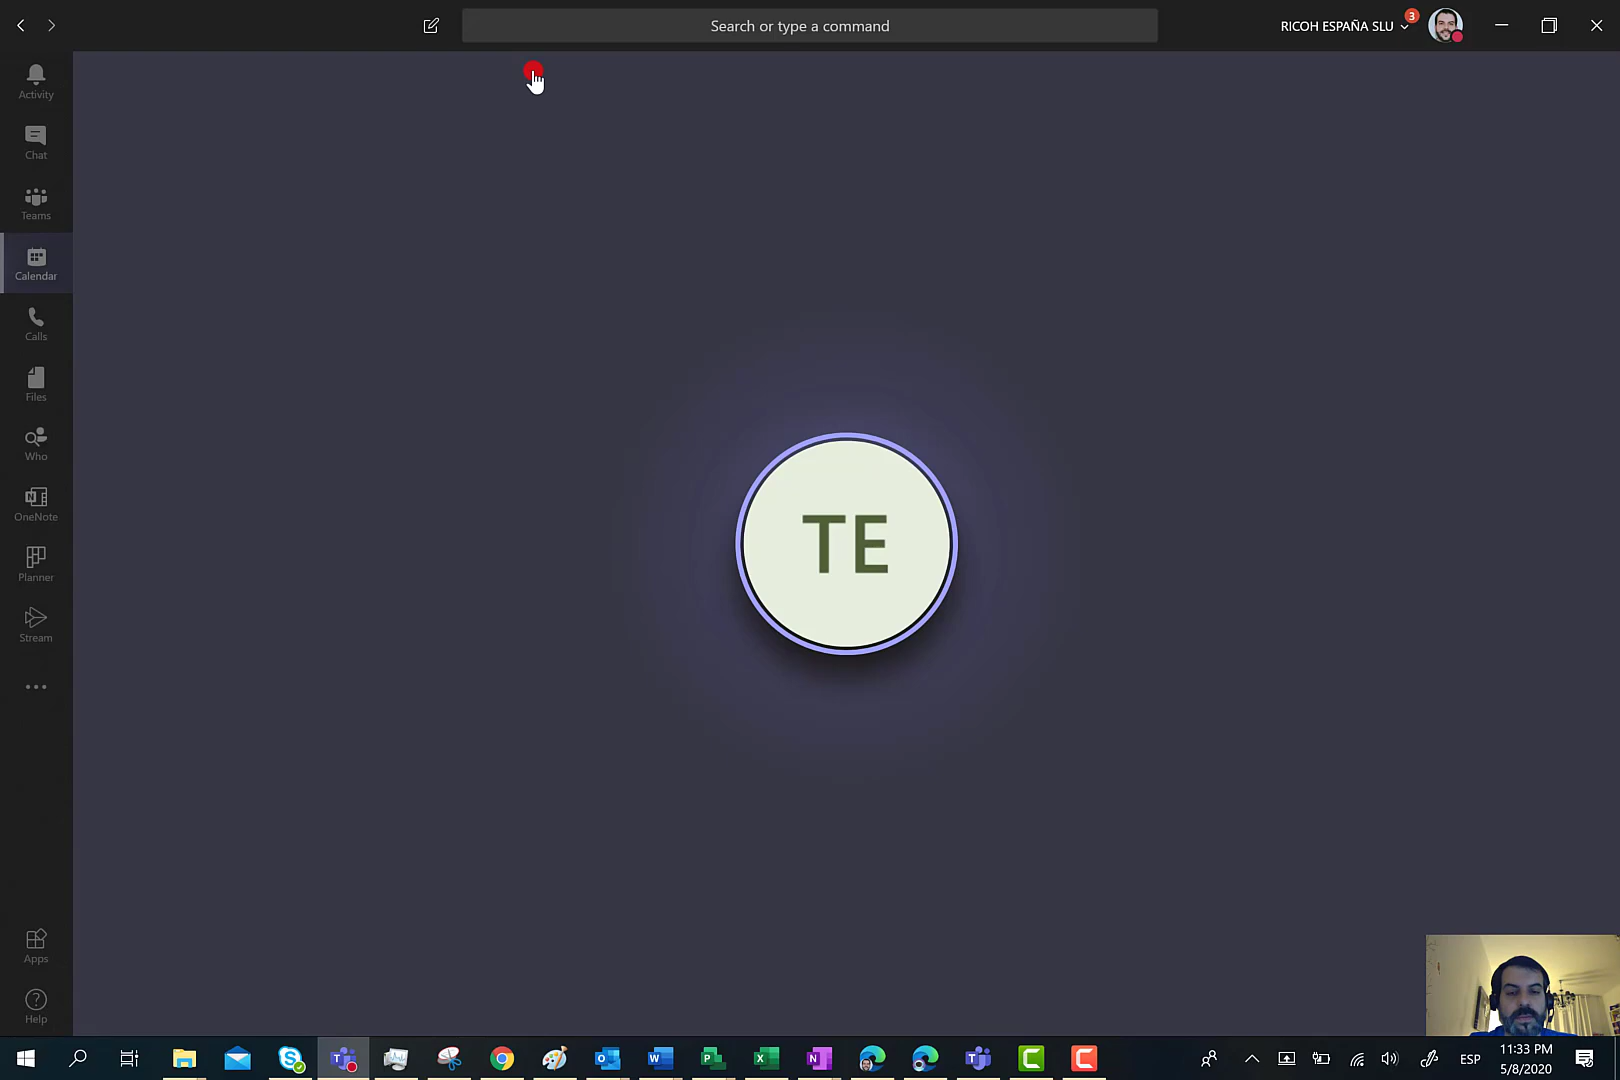 Search or type a command
RICOH ESPAÑA SLU
3
Activity
Chat
Teams
Calendar
Calls
Files
Who
OneNote
Planner
Stream
TE
Apps
Help
ESP
11:33 PM
5/8/2020